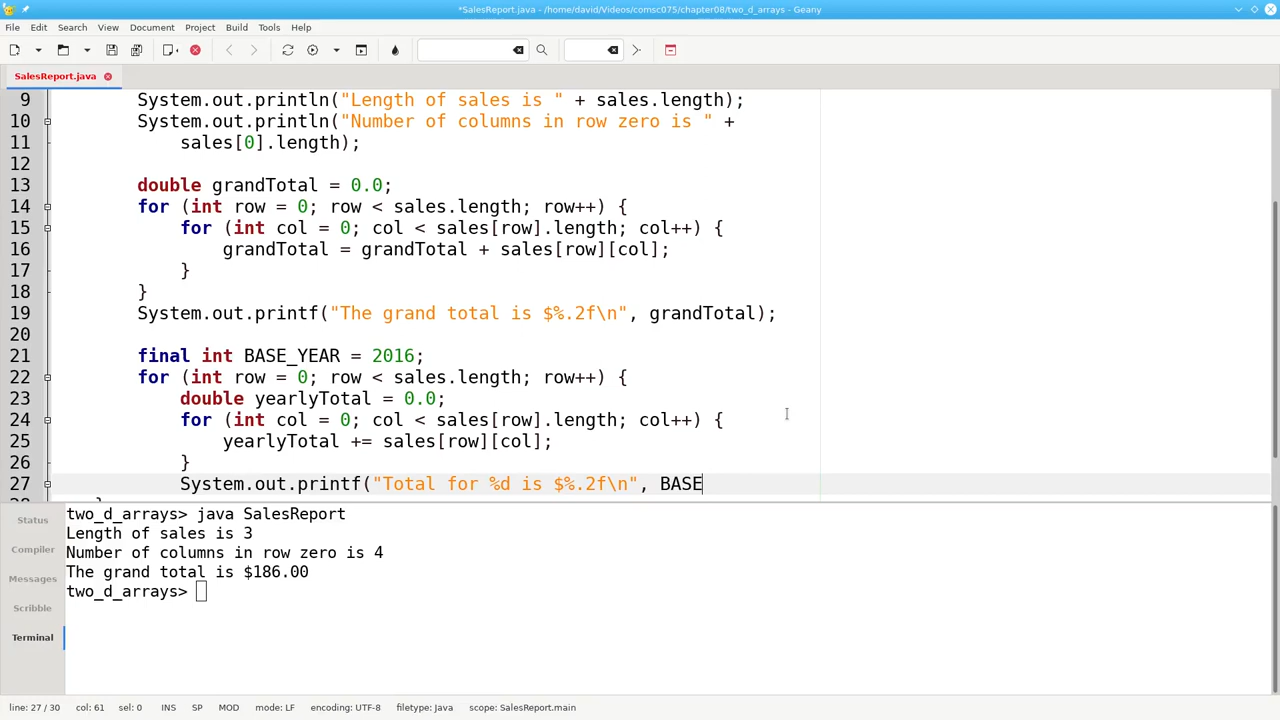 *SalesReport.java - /home/david/Videos/comsc075/chapter08/two_d_arrays - Geany
File Edit Search View Document Project Build Tools Help
SalesReport.java
9 System.out.println("Length of sales is " + sales.length);
10 System.out.println("Number of columns in row zero is " +
11 sales[0].length);
12
13 double grandTotal = 0.0;
14 for (int row = 0; row < sales.length; row++) {
15 for (int col = 0; col < sales[row].length; col++) {
16 grandTotal = grandTotal + sales[row][col];
17 }
18 }
19 System.out.printf("The grand total is $%.2f\n", grandTotal);
20
21 final int BASE_YEAR = 2016;
22 for (int row = 0; row < sales.length; row++) {
23 double yearlyTotal = 0.0;
24 for (int col = 0; col < sales[row].length; col++) {
25 yearlyTotal += sales[row][col];
26 }
27 System.out.printf("Total for %d is $%.2f\n", BASE
Status
Compiler
Messages
Scribble
Terminal
two_d_arrays> java SalesReport
Length of sales is 3
Number of columns in row zero is 4
The grand total is $186.00
two_d_arrays>
line: 27 / 30 col: 61 sel: 0 INS SP MOD mode: LF encoding: UTF-8 filetype: Java scope: SalesReport.main